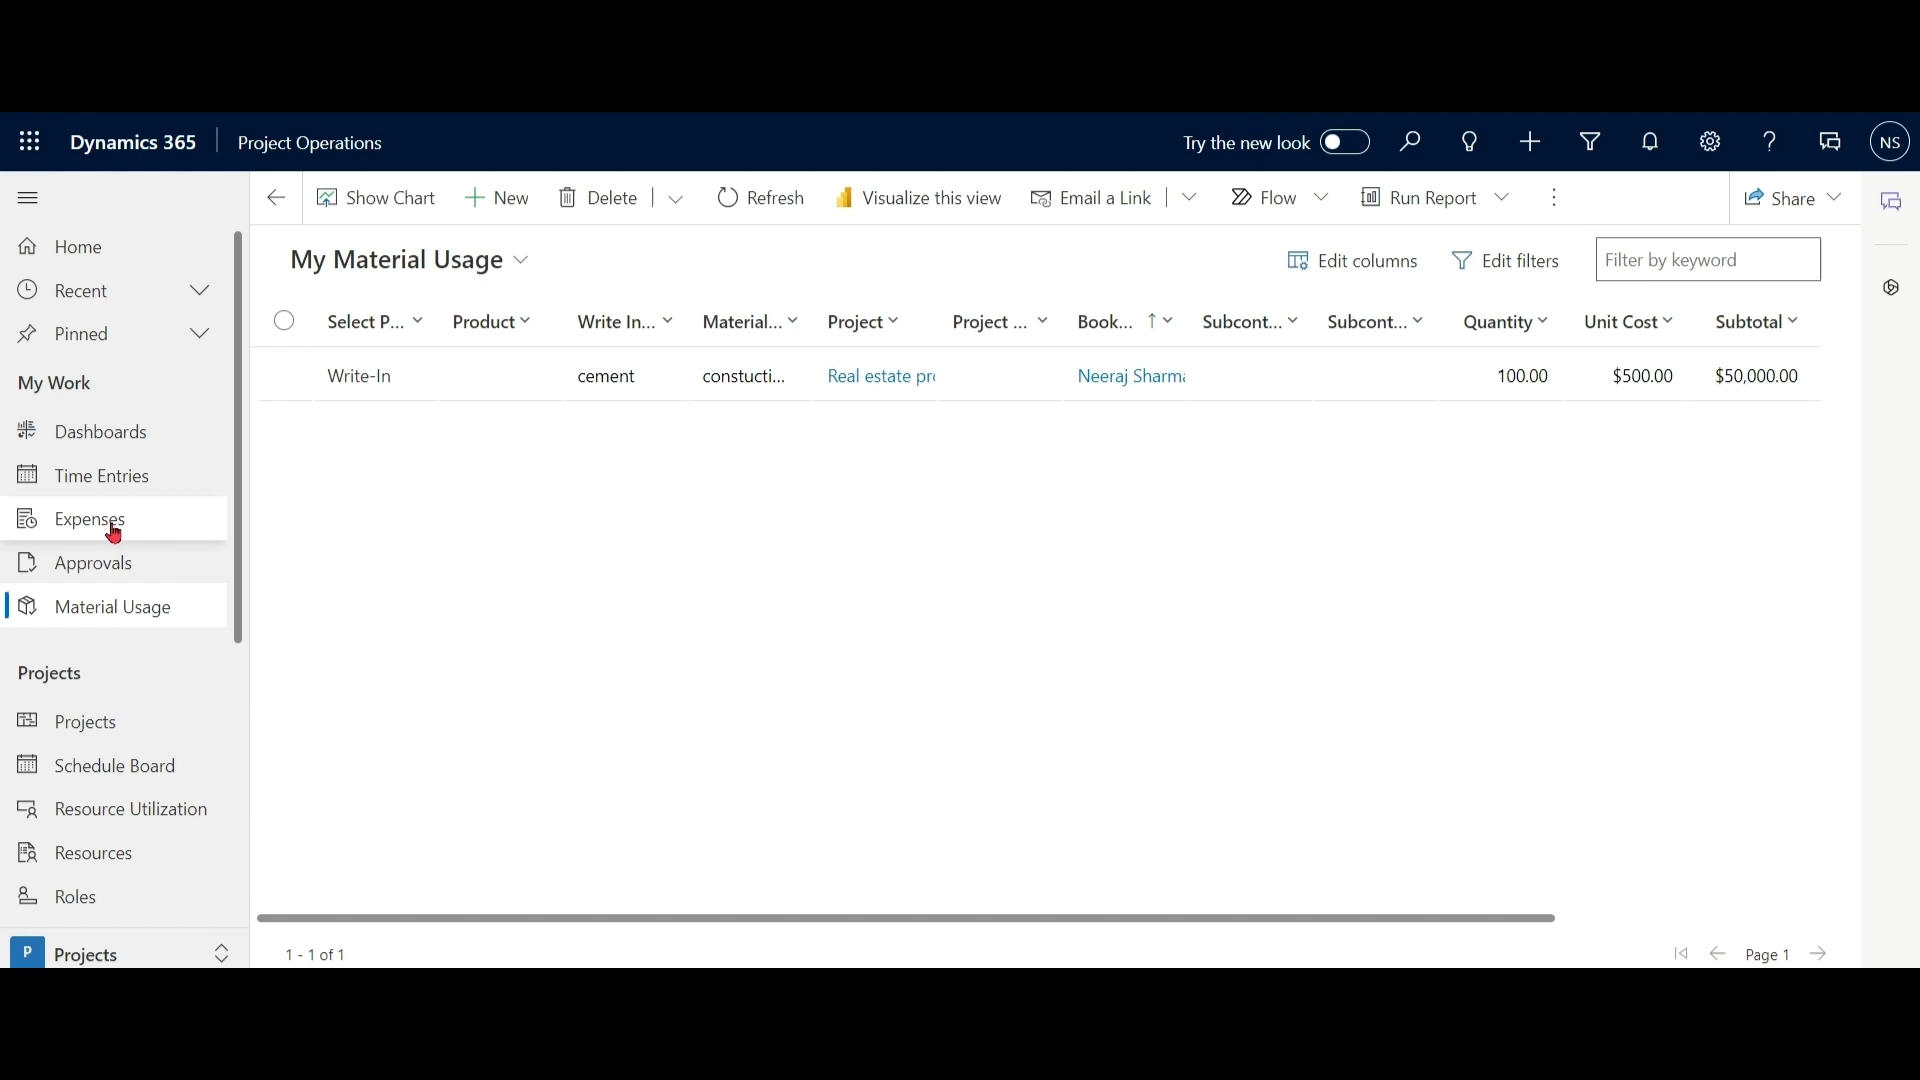 Dynamics 365 Project Operations Try the new look NS
Show Chart New Delete Refresh Visualize this view Email a Link Flow Run Report Share
Home
Recent
Pinned
My Work
Dashboards
Time Entries
Expenses
Approvals
Material Usage
Projects
Projects
Schedule Board
Resource Utilization
Resources
Roles
P Projects
My Material Usage Edit columns Edit filters Filter by keyword
Select P... Product Write In... Material... Project Project ... Book... Subcont... Subcont... Quantity Unit Cost Subtotal
Write-In cement constucti... Real estate pr Neeraj Sharm 100.00 $500.00 $50,000.00
1 - 1 of 1 Page 1